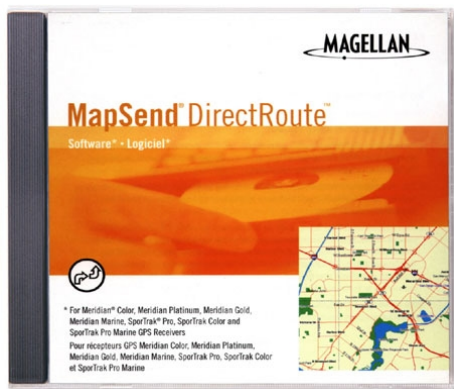 MAGELLAN
MapSend® DirectRoute™
Software* • Logiciel*
* For Meridian® Color, Meridian Platinum, Meridian Gold,
Meridian Marine, SporTrak® Pro, SporTrak Color and
SporTrak Pro Marine GPS Receivers
Pour récepteurs GPS Meridian Color, Meridian Platinum,
Meridian Gold, Meridian Marine, SporTrak Pro, SporTrak Color
et SporTrak Pro Marine